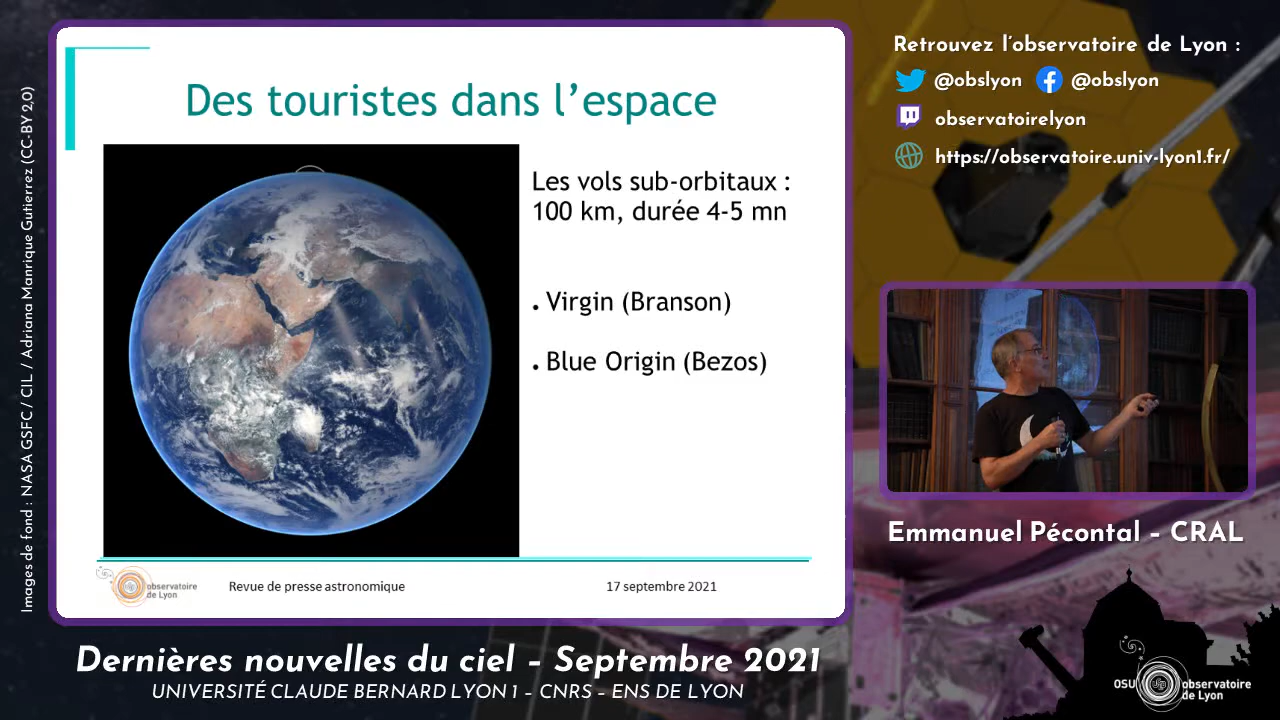 Images de fond : NASA GSFC / CIL / Adriana Manrique Gutierrez (CC-BY 2,0)
Des touristes dans l'espace
Les vols sub-orbitaux :
100 km, durée 4-5 mn
. Virgin (Branson)
. Blue Origin (Bezos)
observatoire
de Lyon
Revue de presse astronomique
17 septembre 2021
Retrouvez l'observatoire de Lyon :
@obslyon @obslyon
observatoirelyon
https://observatoire.univ-lyon1.fr/
Emmanuel Pécontal – CRAL
Dernières nouvelles du ciel – Septembre 2021
UNIVERSITÉ CLAUDE BERNARD LYON 1 – CNRS – ENS DE LYON
OSUL observatoire
de Lyon